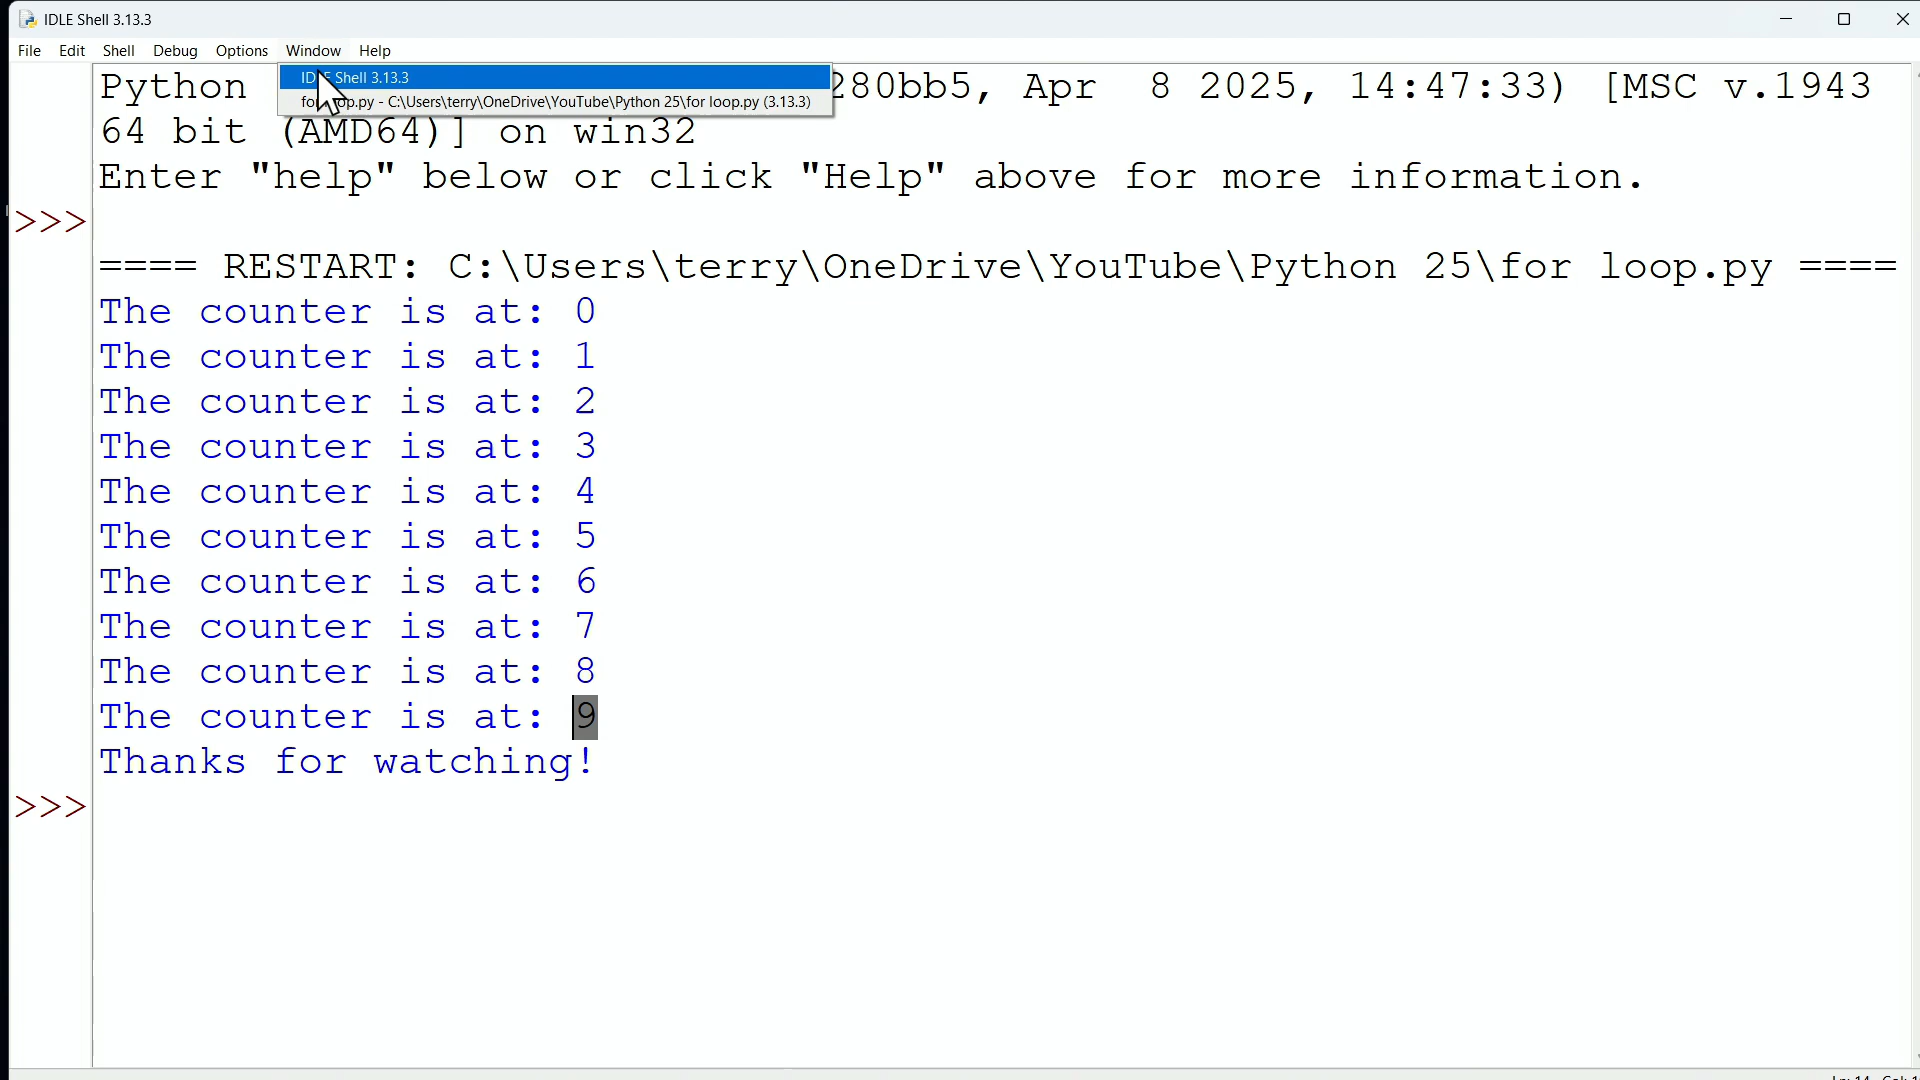 IDLE Shell 3.13.3
File Edit Shell Debug Options Window Help
Shell 3.13.3
- C:\Users\terry\OneDrive\YouTube\Python 25\for loop.py (3.13.3)
Python 280bb5, Apr  8 2025, 14:47:33) [MSC v.1943
64 bit (AMD64)] on win32
Enter "help" below or click "Help" above for more information.
>>>
==== RESTART: C:\Users\terry\OneDrive\YouTube\Python 25\for loop.py ====
The counter is at: 0
The counter is at: 1
The counter is at: 2
The counter is at: 3
The counter is at: 4
The counter is at: 5
The counter is at: 6
The counter is at: 7
The counter is at: 8
The counter is at: 9
Thanks for watching!
>>>